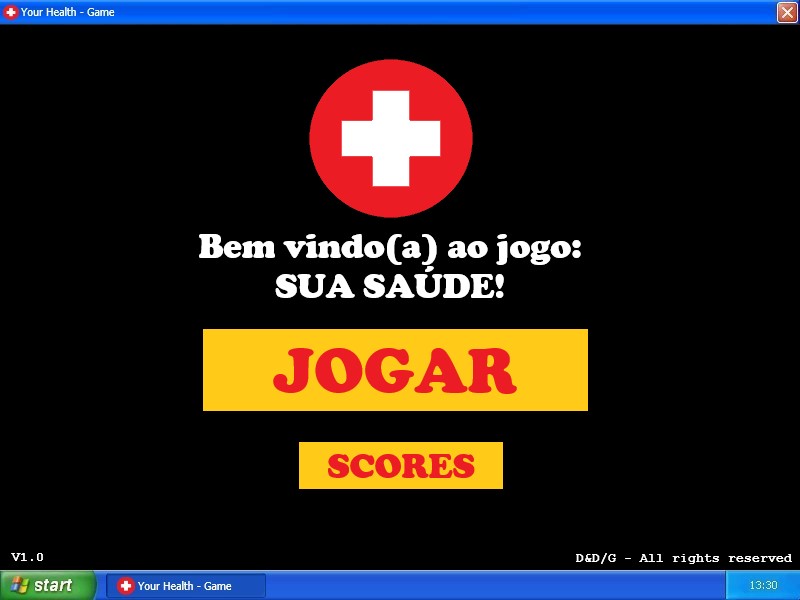 Your Health - Game
Bem vindo(a) ao jogo:
SUA SAÚDE!
JOGAR
SCORES
V1.0
D&D/G - All rights reserved
start
Your Health - Game
13:30